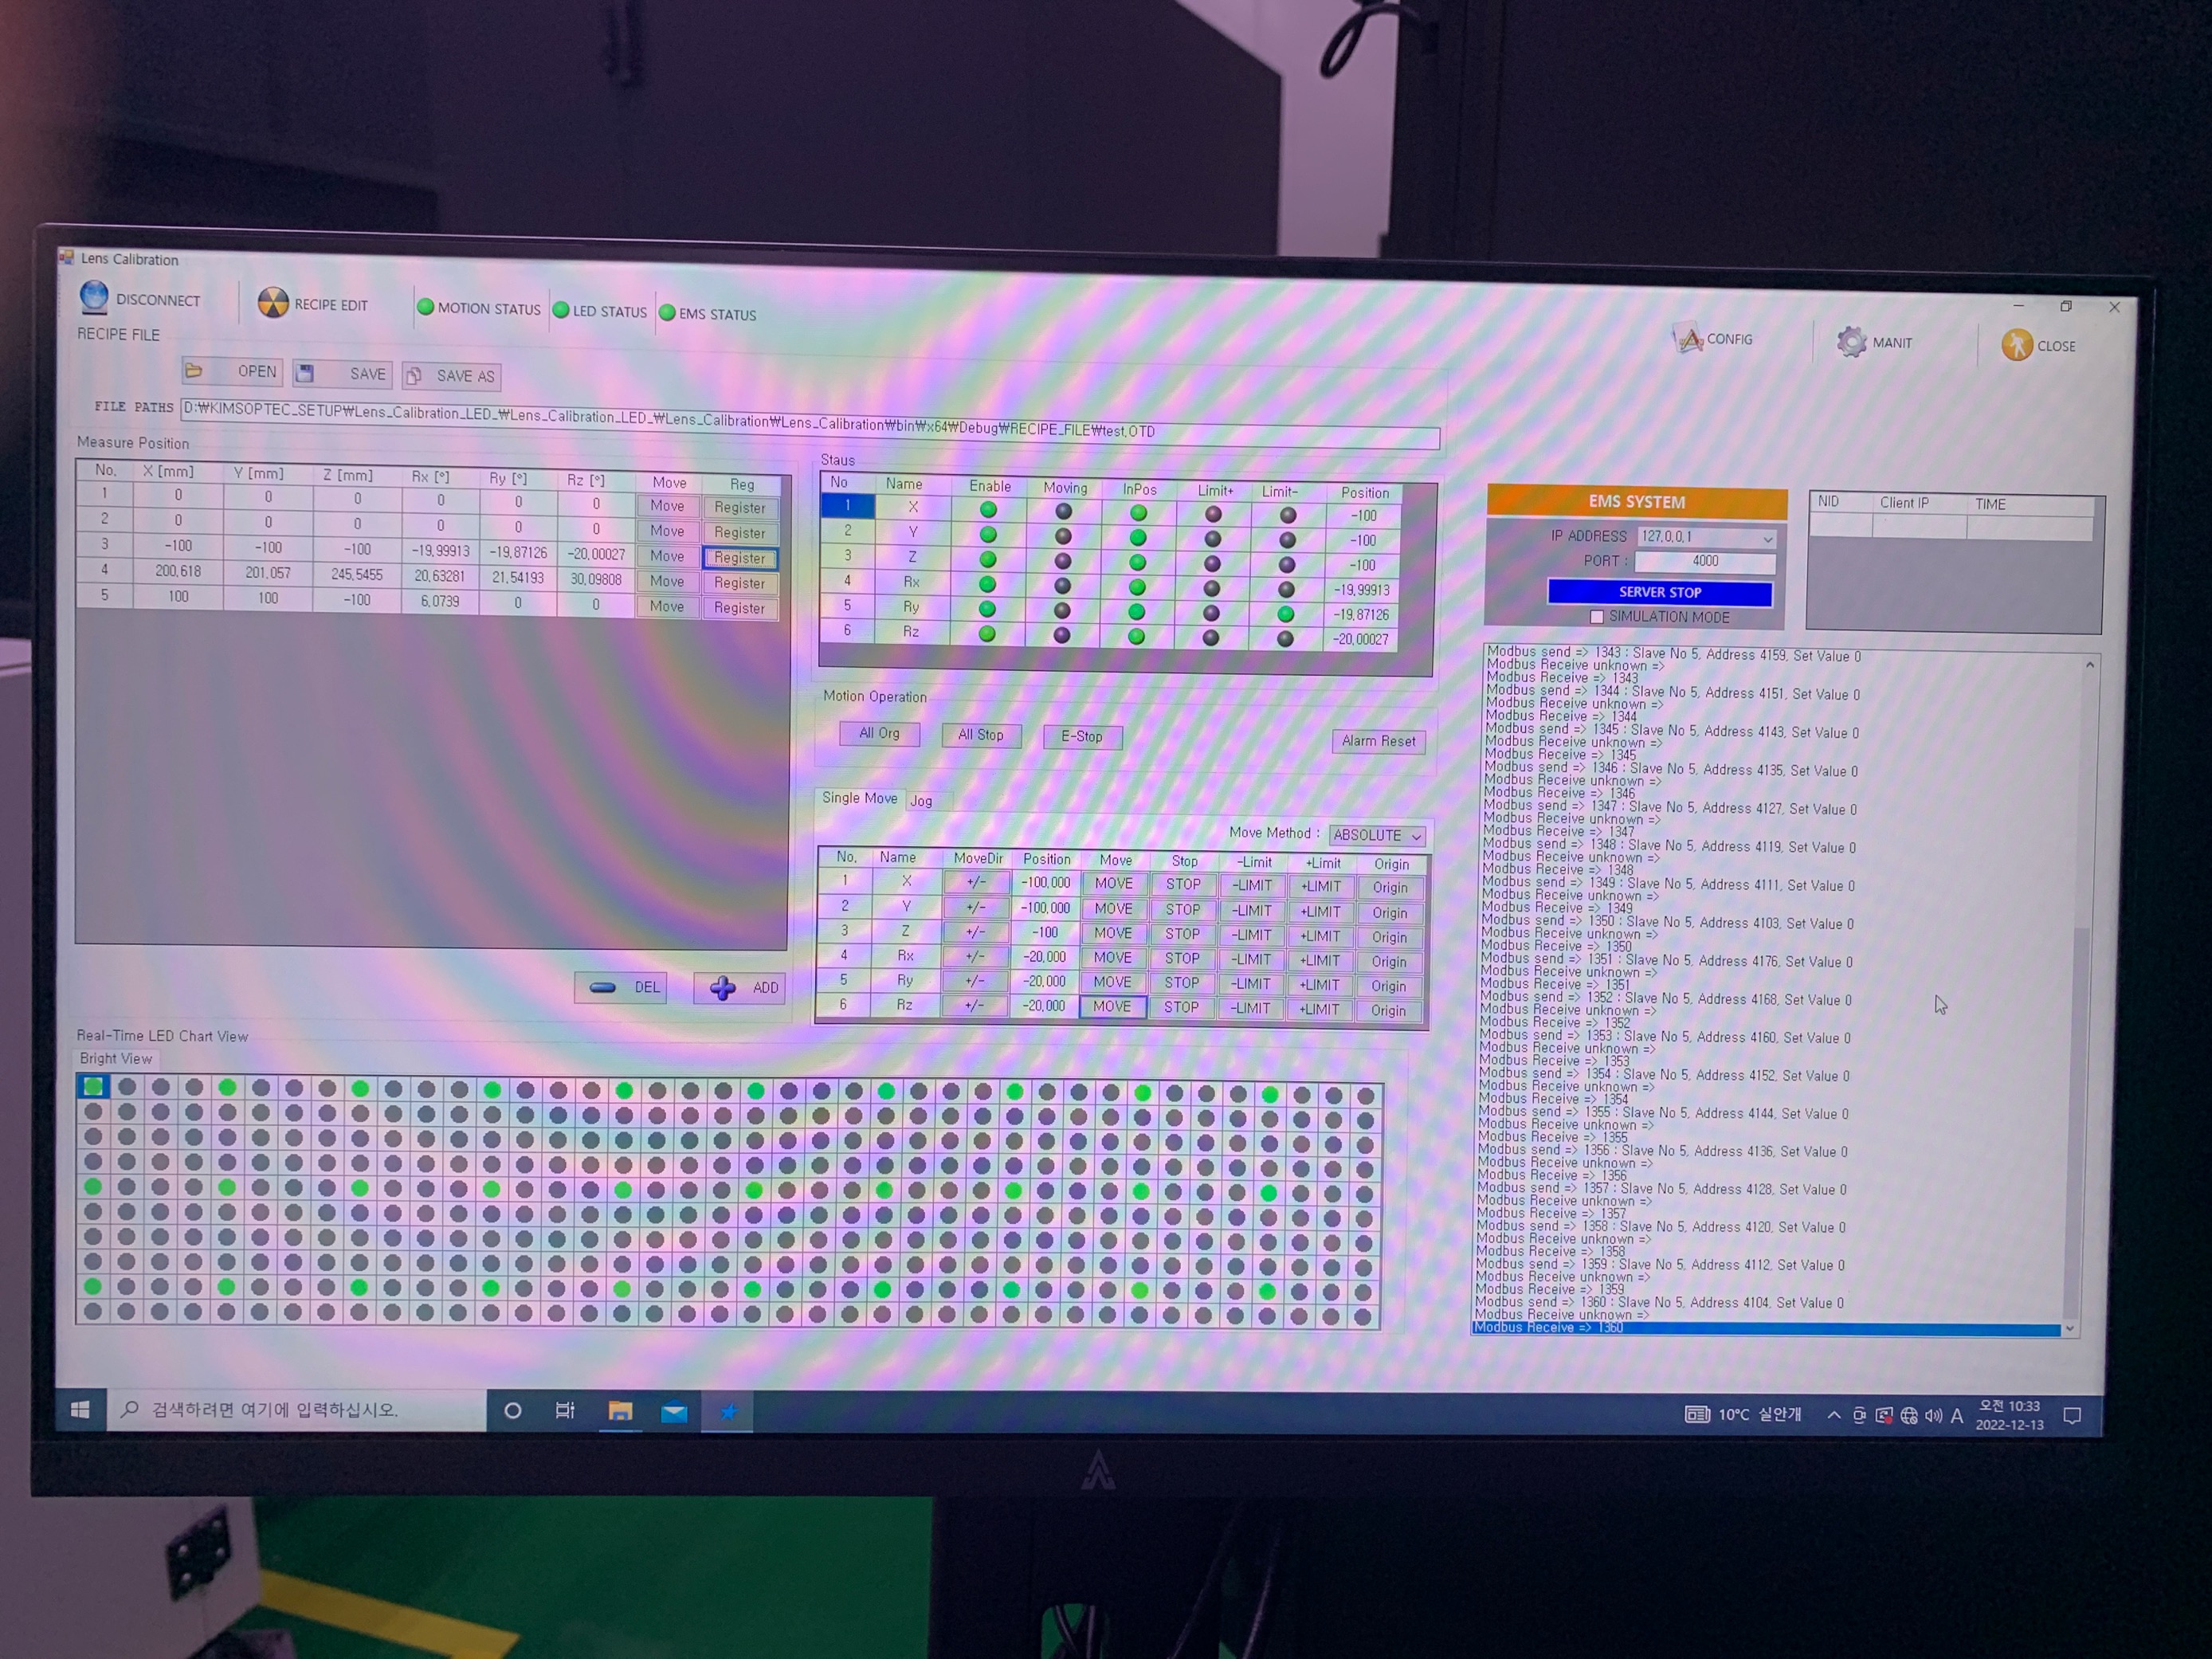 Lens Calibration
DISCONNECT RECIPE EDIT MOTION STATUS LED STATUS EMS STATUS CONFIG MANIT CLOSE
RECIPE FILE
OPEN SAVE SAVE AS
FILE PATHS D:₩KIMSOPTEC_SETUP₩Lens_Calibration_LED_₩Lens_Calibration_LED_₩Lens_Calibration₩Lens_Calibration₩bin₩x64₩Debug₩RECIPE_FILE₩test.OTD
Measure Position
No. X [mm] Y [mm] Z [mm] Rx [°] Ry [°] Rz [°] Move Reg
1 0 0 0 0 0 0 Move Register
2 0 0 0 0 0 0 Move Register
3 -100 -100 -100 -19.99913 -19.87126 -20.00027 Move Register
4 200.618 201.057 245.5455 20.63281 21.54193 30.09808 Move Register
5 100 100 -100 6.0739 0 0 Move Register
DEL ADD
Staus
No Name Enable Moving InPos Limit+ Limit- Position
1 X -100
2 Y -100
3 Z -100
4 Rx -19.99913
5 Ry -19.87126
6 Rz -20.00027
Motion Operation
All Org All Stop E-Stop Alarm Reset
Single Move Jog
Move Method : ABSOLUTE
No. Name MoveDir Position Move Stop -Limit +Limit Origin
1 X +/- -100.000 MOVE STOP -LIMIT +LIMIT Origin
2 Y +/- -100.000 MOVE STOP -LIMIT +LIMIT Origin
3 Z +/- -100 MOVE STOP -LIMIT +LIMIT Origin
4 Rx +/- -20.000 MOVE STOP -LIMIT +LIMIT Origin
5 Ry +/- -20.000 MOVE STOP -LIMIT +LIMIT Origin
6 Rz +/- -20.000 MOVE STOP -LIMIT +LIMIT Origin
EMS SYSTEM
IP ADDRESS 127.0.0.1
PORT : 4000
SERVER STOP
SIMULATION MODE
NID Client IP TIME
Modbus send => 1343 : Slave No 5, Address 4159, Set Value 0
Modbus Receive unknown =>
Modbus Receive => 1343
Modbus send => 1344 : Slave No 5, Address 4151, Set Value 0
Modbus Receive unknown =>
Modbus Receive => 1344
Modbus send => 1345 : Slave No 5, Address 4143, Set Value 0
Modbus Receive unknown =>
Modbus Receive => 1345
Modbus send => 1346 : Slave No 5, Address 4135, Set Value 0
Modbus Receive unknown =>
Modbus Receive => 1346
Modbus send => 1347 : Slave No 5, Address 4127, Set Value 0
Modbus Receive unknown =>
Modbus Receive => 1347
Modbus send => 1348 : Slave No 5, Address 4119, Set Value 0
Modbus Receive unknown =>
Modbus Receive => 1348
Modbus send => 1349 : Slave No 5, Address 4111, Set Value 0
Modbus Receive unknown =>
Modbus Receive => 1349
Modbus send => 1350 : Slave No 5, Address 4103, Set Value 0
Modbus Receive unknown =>
Modbus Receive => 1350
Modbus send => 1351 : Slave No 5, Address 4176, Set Value 0
Modbus Receive unknown =>
Modbus Receive => 1351
Modbus send => 1352 : Slave No 5, Address 4168, Set Value 0
Modbus Receive unknown =>
Modbus Receive => 1352
Modbus send => 1353 : Slave No 5, Address 4160, Set Value 0
Modbus Receive unknown =>
Modbus Receive => 1353
Modbus send => 1354 : Slave No 5, Address 4152, Set Value 0
Modbus Receive unknown =>
Modbus Receive => 1354
Modbus send => 1355 : Slave No 5, Address 4144, Set Value 0
Modbus Receive unknown =>
Modbus Receive => 1355
Modbus send => 1356 : Slave No 5, Address 4136, Set Value 0
Modbus Receive unknown =>
Modbus Receive => 1356
Modbus send => 1357 : Slave No 5, Address 4128, Set Value 0
Modbus Receive unknown =>
Modbus Receive => 1357
Modbus send => 1358 : Slave No 5, Address 4120, Set Value 0
Modbus Receive unknown =>
Modbus Receive => 1358
Modbus send => 1359 : Slave No 5, Address 4112, Set Value 0
Modbus Receive unknown =>
Modbus Receive => 1359
Modbus send => 1360 : Slave No 5, Address 4104, Set Value 0
Modbus Receive unknown =>
Modbus Receive => 1360
Real-Time LED Chart View
Bright View
검색하려면 여기에 입력하십시오.
10°C 실안개 A 오전 10:33
2022-12-13